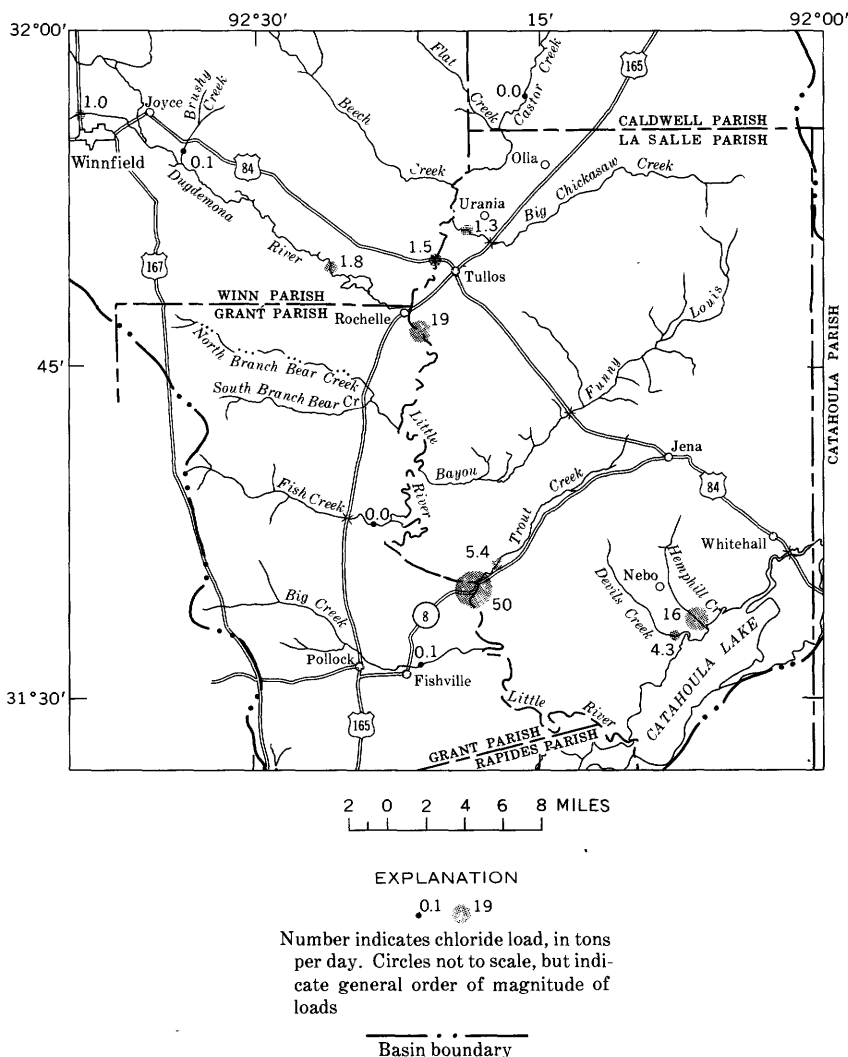 92°30'
15'
92°00'
32°00'
Flat
Creek
Castor Creek
0.0
165
Brushy
Creek
Beech
Creek
1.0
Joyce
CALDWELL PARISH
LA SALLE PARISH
Winnfield
0.1
84
Olla
Dugdemona
River
Urania
Big Chickasaw Creek
1.3
1.5
1.8
167
Tullos
WINN PARISH
GRANT PARISH
Rochelle
19
Louis
Funny
Bayou
CATAHOULA PARISH
North Branch Bear Creek
45'
South Branch Bear Cr
Little
River
Jena
84
Creek
Trout
Fish Creek
0.0
Whitehall
5.4
50
Nebo
Hemphill Cr
Devils Creek
16
4.3
Big Creek
8
0.1
Pollock
Fishville
CATAHOULA LAKE
31°30'
Little
River
165
GRANT PARISH
RAPIDES PARISH
2 0 2 4 6 8 MILES
EXPLANATION
0.1 19
Number indicates chloride load, in tons
per day. Circles not to scale, but indi-
cate general order of magnitude of
loads
Basin boundary